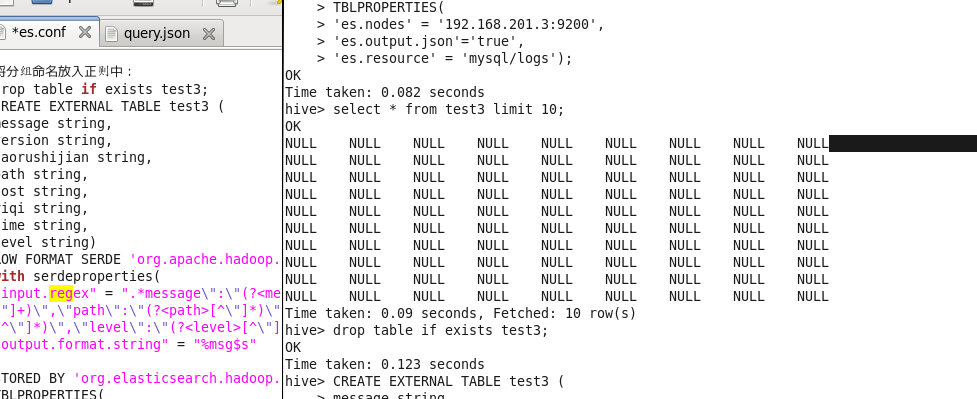 *es.conf
query.json
分组命名放入正则中：
rop table if exists test3;
REATE EXTERNAL TABLE test3 (
essage string,
ersion string,
aorushijian string,
ath string,
ost string,
iqi string,
ime string,
evel string)
OW FORMAT SERDE 'org.apache.hadoop.
ith serdeproperties(
input.regex" = ".*message\":\"(?<me
"]+)\",\"path\":\"(?<path>[^\"]*)\"
^\"]*)\",\"level\":\"(?<level>[^\"]
output.format.string" = "%msg$s"
TORED BY 'org.elasticsearch.hadoop.
TBLPROPERTIES(
> TBLPROPERTIES(
> 'es.nodes' = '192.168.201.3:9200',
> 'es.output.json'='true',
> 'es.resource' = 'mysql/logs');
OK
Time taken: 0.082 seconds
hive> select * from test3 limit 10;
OK
NULL NULL NULL NULL NULL NULL NULL NULL NULL
NULL NULL NULL NULL NULL NULL NULL NULL NULL
NULL NULL NULL NULL NULL NULL NULL NULL NULL
NULL NULL NULL NULL NULL NULL NULL NULL NULL
NULL NULL NULL NULL NULL NULL NULL NULL NULL
NULL NULL NULL NULL NULL NULL NULL NULL NULL
NULL NULL NULL NULL NULL NULL NULL NULL NULL
NULL NULL NULL NULL NULL NULL NULL NULL NULL
NULL NULL NULL NULL NULL NULL NULL NULL NULL
NULL NULL NULL NULL NULL NULL NULL NULL NULL
Time taken: 0.09 seconds, Fetched: 10 row(s)
hive> drop table if exists test3;
OK
Time taken: 0.123 seconds
hive> CREATE EXTERNAL TABLE test3 (
> message string